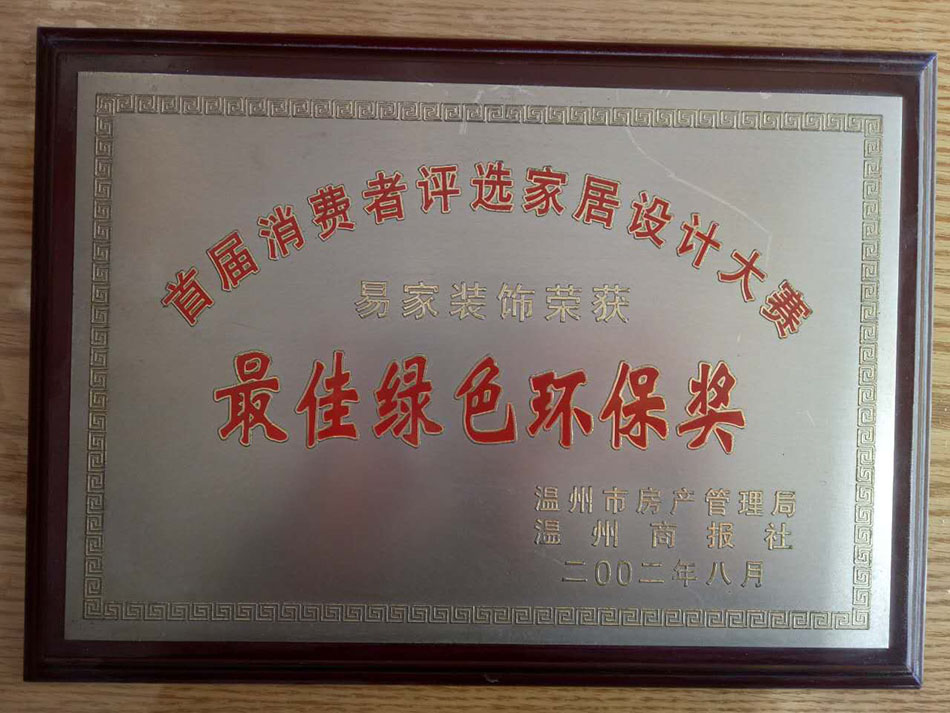 首届消费者评选家居设计大赛
易家装饰荣获
最佳绿色环保奖
温州市房产管理局
温州商报社
二00二年八月